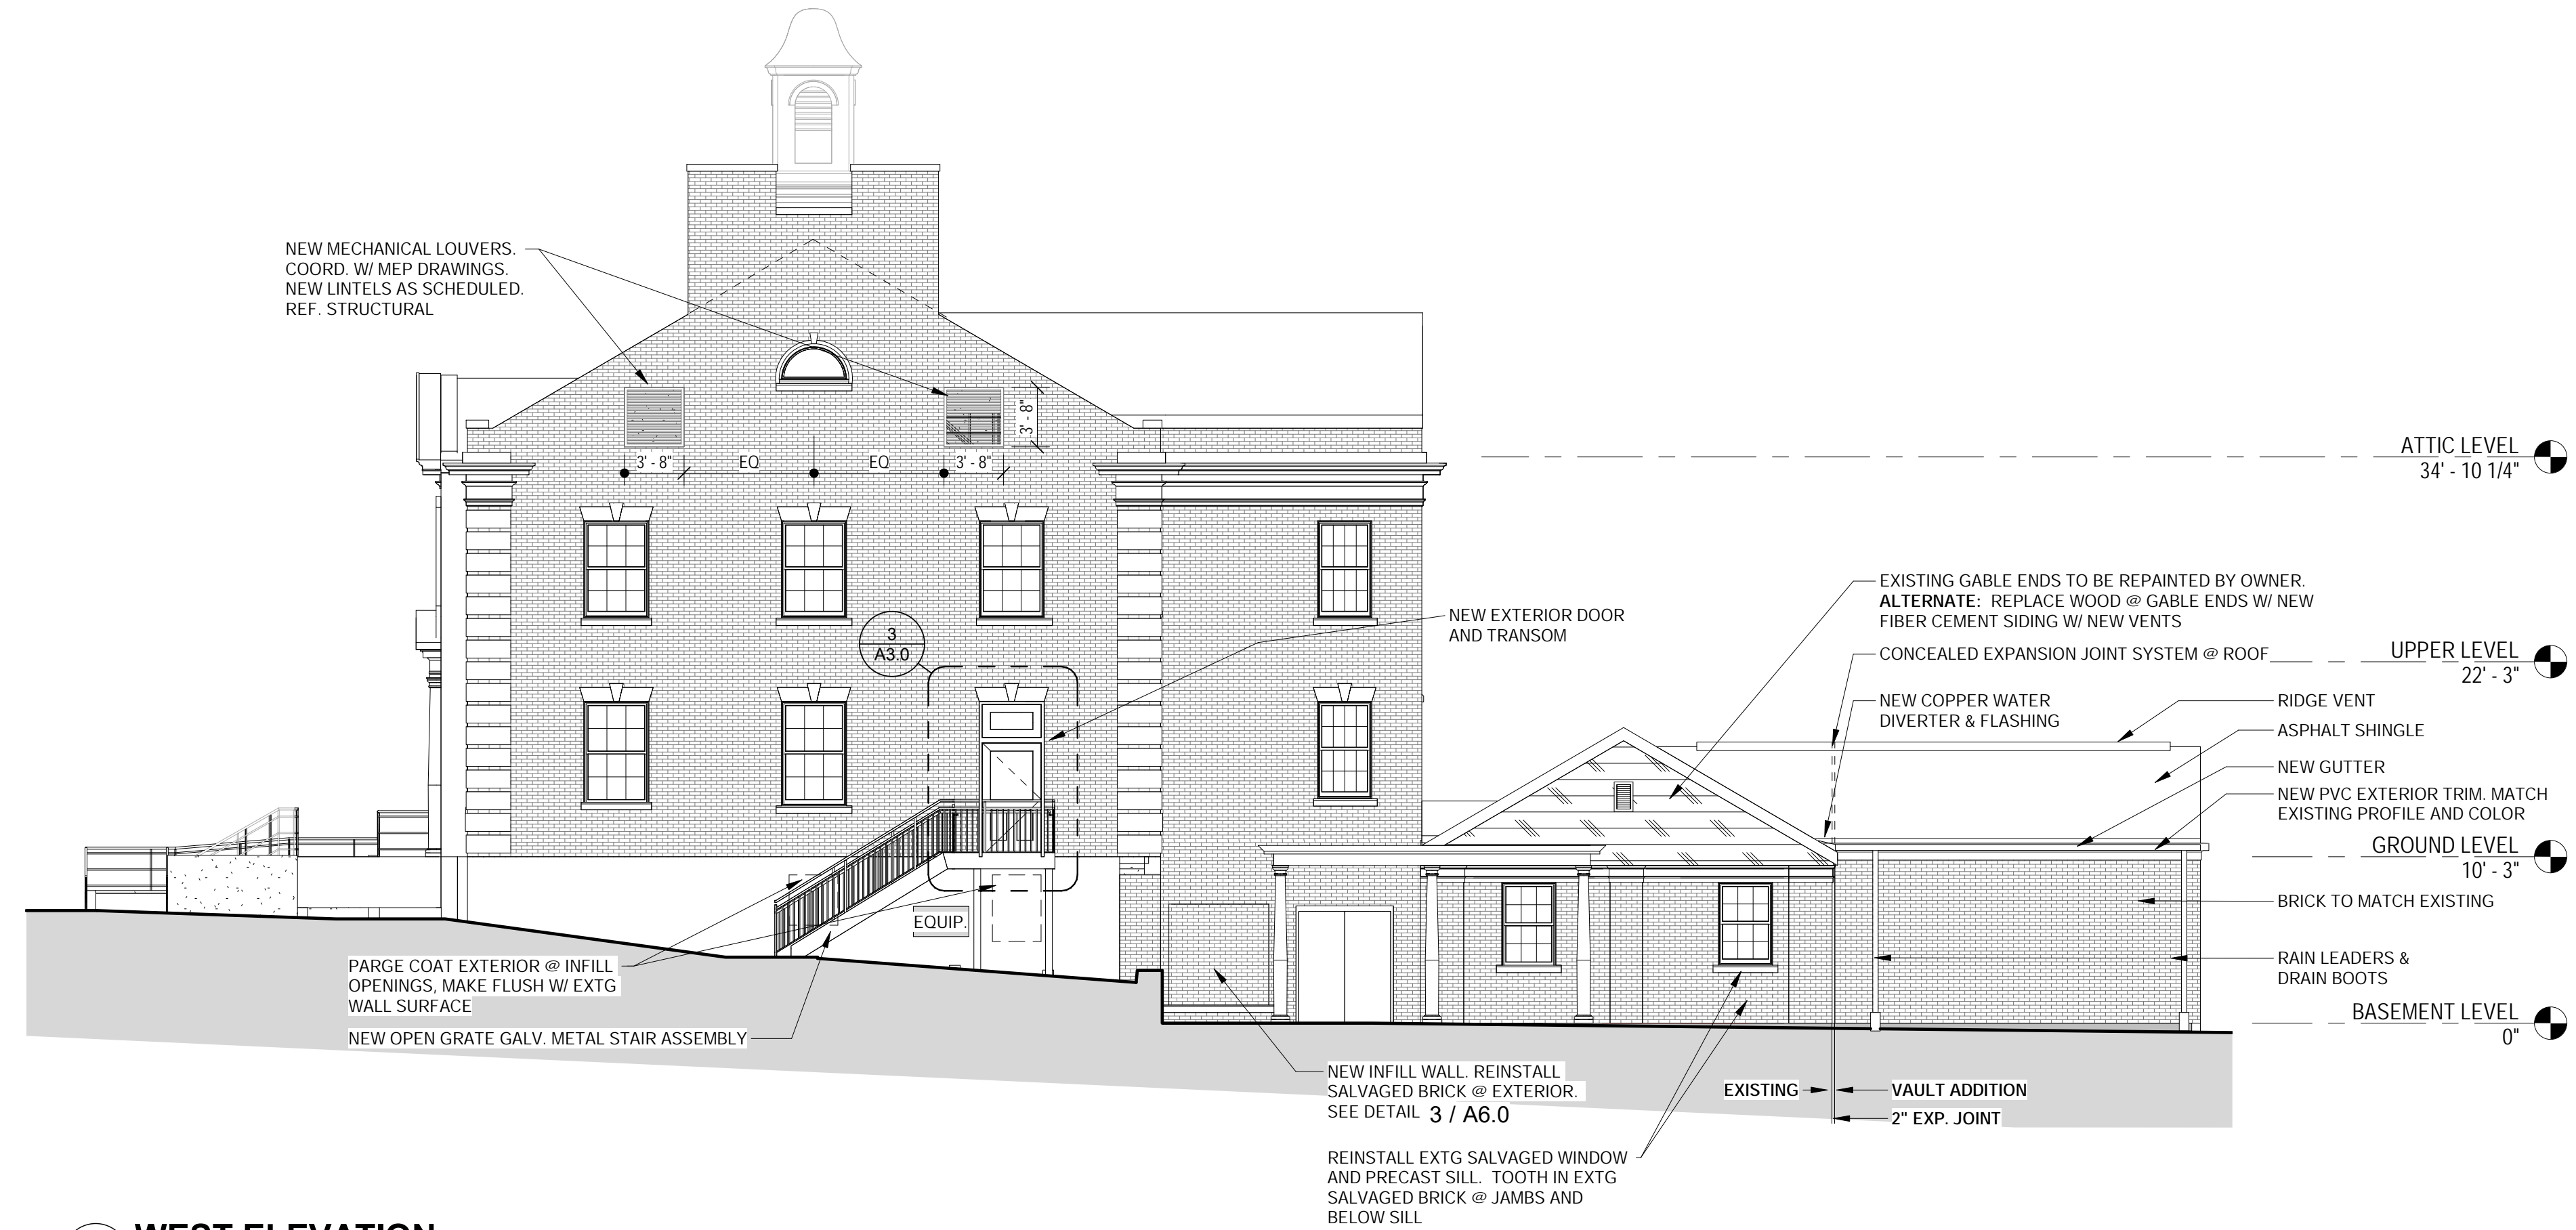 NEW MECHANICAL LOUVERS.
COORD. W/ MEP DRAWINGS.
NEW LINTELS AS SCHEDULED.
REF. STRUCTURAL
3' - 8"
3' - 8"
EQ
EQ
3' - 8"
ATTIC LEVEL
34' - 10 1/4"
EXISTING GABLE ENDS TO BE REPAINTED BY OWNER.
ALTERNATE: REPLACE WOOD @ GABLE ENDS W/ NEW
FIBER CEMENT SIDING W/ NEW VENTS
NEW EXTERIOR DOOR
AND TRANSOM
3
A3.0
CONCEALED EXPANSION JOINT SYSTEM @ ROOF
UPPER LEVEL
22' - 3"
NEW COPPER WATER
DIVERTER & FLASHING
RIDGE VENT
ASPHALT SHINGLE
NEW GUTTER
NEW PVC EXTERIOR TRIM. MATCH
EXISTING PROFILE AND COLOR
GROUND LEVEL
10' - 3"
BRICK TO MATCH EXISTING
EQUIP.
RAIN LEADERS &
DRAIN BOOTS
PARGE COAT EXTERIOR @ INFILL
OPENINGS, MAKE FLUSH W/ EXTG
WALL SURFACE
BASEMENT LEVEL
0"
NEW OPEN GRATE GALV. METAL STAIR ASSEMBLY
NEW INFILL WALL. REINSTALL
SALVAGED BRICK @ EXTERIOR.
SEE DETAIL 3 / A6.0
EXISTING
VAULT ADDITION
2" EXP. JOINT
REINSTALL EXTG SALVAGED WINDOW
AND PRECAST SILL. TOOTH IN EXTG
SALVAGED BRICK @ JAMBS AND
BELOW SILL
WEST ELEVATION